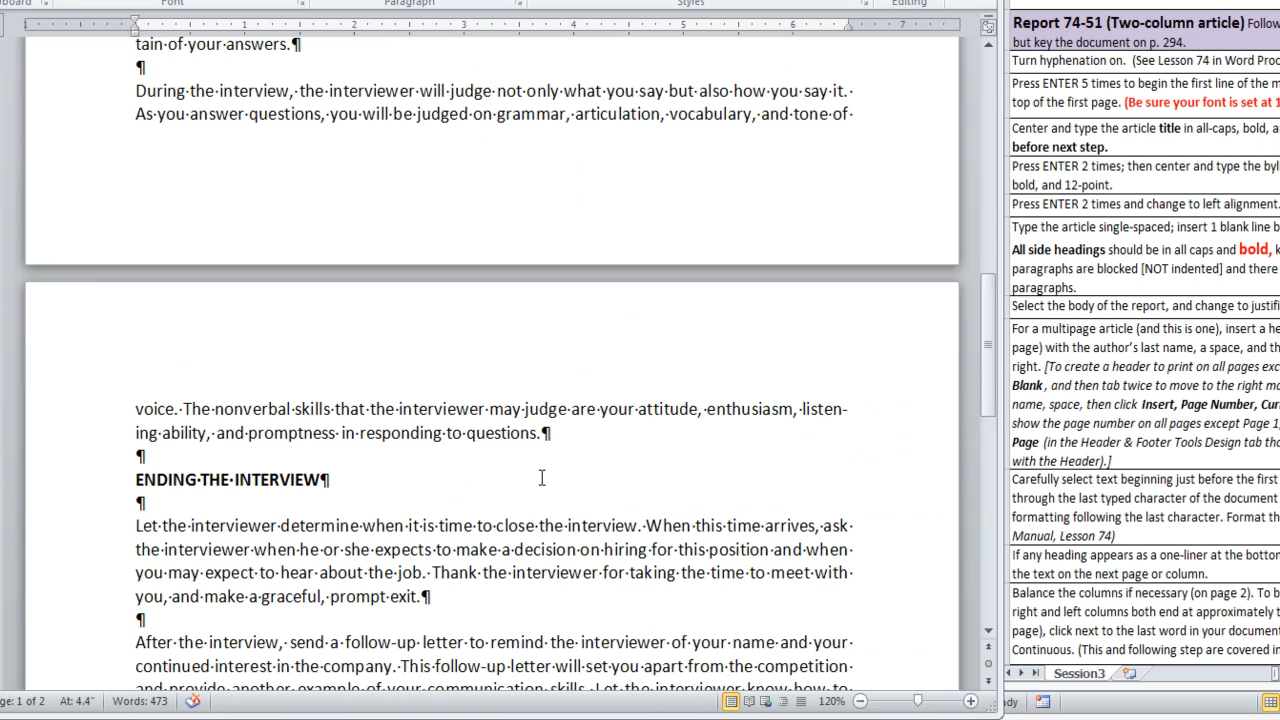 Font Paragraph Styles Editing
1 1 2 3 4 5 6 7
tain of your answers.¶
¶
During the interview, the interviewer will judge not only what you say but also how you say it.
As you answer questions, you will be judged on grammar, articulation, vocabulary, and tone of
voice. The nonverbal skills that the interviewer may judge are your attitude, enthusiasm, listen-
ing ability, and promptness in responding to questions.¶
¶
ENDING THE INTERVIEW¶
¶
Let the interviewer determine when it is time to close the interview. When this time arrives, ask
the interviewer when he or she expects to make a decision on hiring for this position and when
you may expect to hear about the job. Thank the interviewer for taking the time to meet with
you, and make a graceful, prompt exit.¶
¶
After the interview, send a follow-up letter to remind the interviewer of your name and your
continued interest in the company. This follow-up letter will set you apart from the competition
and provide another example of your communication skills. Let the interviewer know how to
ge: 1 of 2 At: 4.4" Words: 473 120%
Report 74-51 (Two-column article) Follow
but key the document on p. 294.
Turn hyphenation on. (See Lesson 74 in Word Proc
Press ENTER 5 times to begin the first line of the m
top of the first page. (Be sure your font is set at 1
Center and type the article title in all-caps, bold, a
before next step.
Press ENTER 2 times; then center and type the byl
bold, and 12-point.
Press ENTER 2 times and change to left alignment.
Type the article single-spaced; insert 1 blank line b
All side headings should be in all caps and bold, k
paragraphs are blocked [NOT indented] and there
paragraphs.
Select the body of the report, and change to justifi
For a multipage article (and this is one), insert a he
page) with the author's last name, a space, and th
right. [To create a header to print on all pages exc
Blank, and then tab twice to move to the right ma
name, space, then click Insert, Page Number, Cur
show the page number on all pages except Page 1,
Page (in the Header & Footer Tools Design tab tha
with the Header).]
Carefully select text beginning just before the first
through the last typed character of the document
formatting following the last character. Format the
Manual, Lesson 74)
If any heading appears as a one-liner at the bottom
the text on the next page or column.
Balance the columns if necessary (on page 2). To b
right and left columns both end at approximately t
page), click next to the last word in your document
Continuous. (This and following step are covered in
Session3
dy